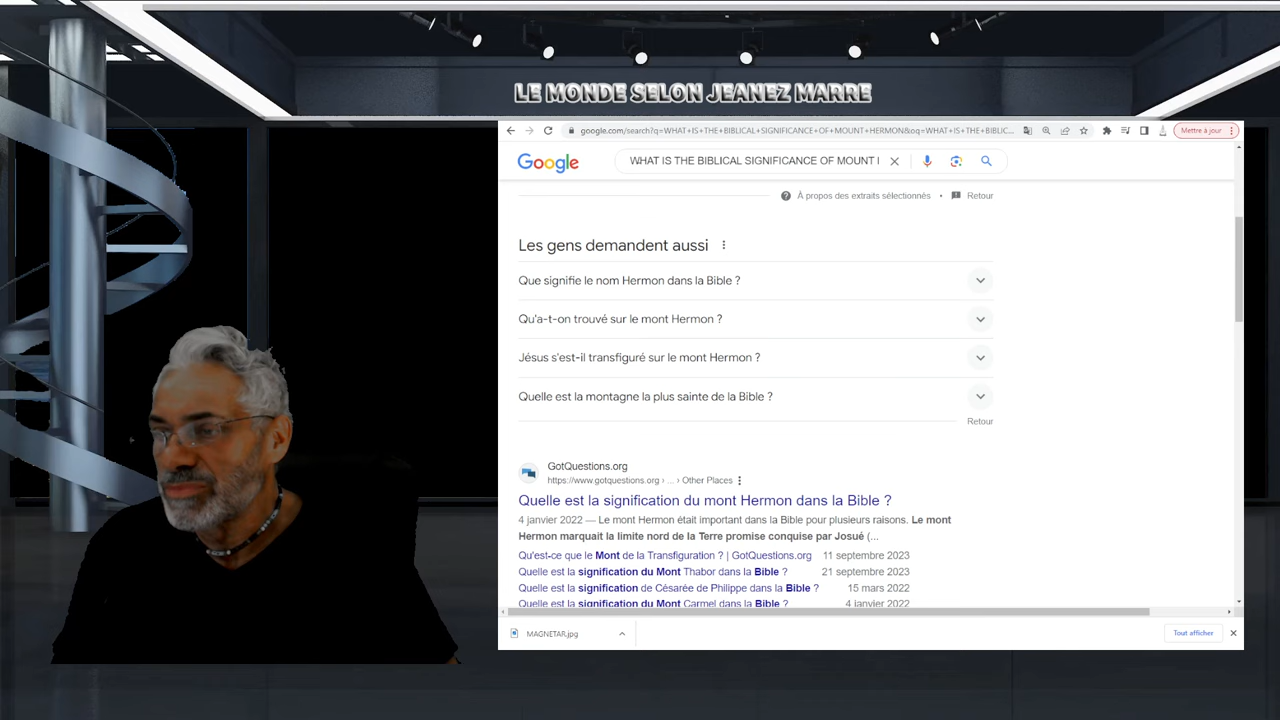 LE MONDE SELON JEANEZ MARRE
google.com/search?q=WHAT+IS+THE+BIBLICAL+SIGNIFICANCE+OF+MOUNT+HERMON&oq=WHAT+IS+THE+BIBLIC...
Mettre à jour
Google
WHAT IS THE BIBLICAL SIGNIFICANCE OF MOUNT I
À propos des extraits sélectionnés • Retour
Les gens demandent aussi
Que signifie le nom Hermon dans la Bible ?
Qu'a-t-on trouvé sur le mont Hermon ?
Jésus s'est-il transfiguré sur le mont Hermon ?
Quelle est la montagne la plus sainte de la Bible ?
Retour
GotQuestions.org
https://www.gotquestions.org › ... › Other Places
Quelle est la signification du mont Hermon dans la Bible ?
4 janvier 2022 — Le mont Hermon était important dans la Bible pour plusieurs raisons. Le mont
Hermon marquait la limite nord de la Terre promise conquise par Josué (...
Qu'est-ce que le Mont de la Transfiguration ? | GotQuestions.org 11 septembre 2023
Quelle est la signification du Mont Thabor dans la Bible ? 21 septembre 2023
Quelle est la signification de Césarée de Philippe dans la Bible ? 15 mars 2022
Quelle est la signification du Mont Carmel dans la Bible ? 4 janvier 2022
MAGNETAR.jpg
Tout afficher